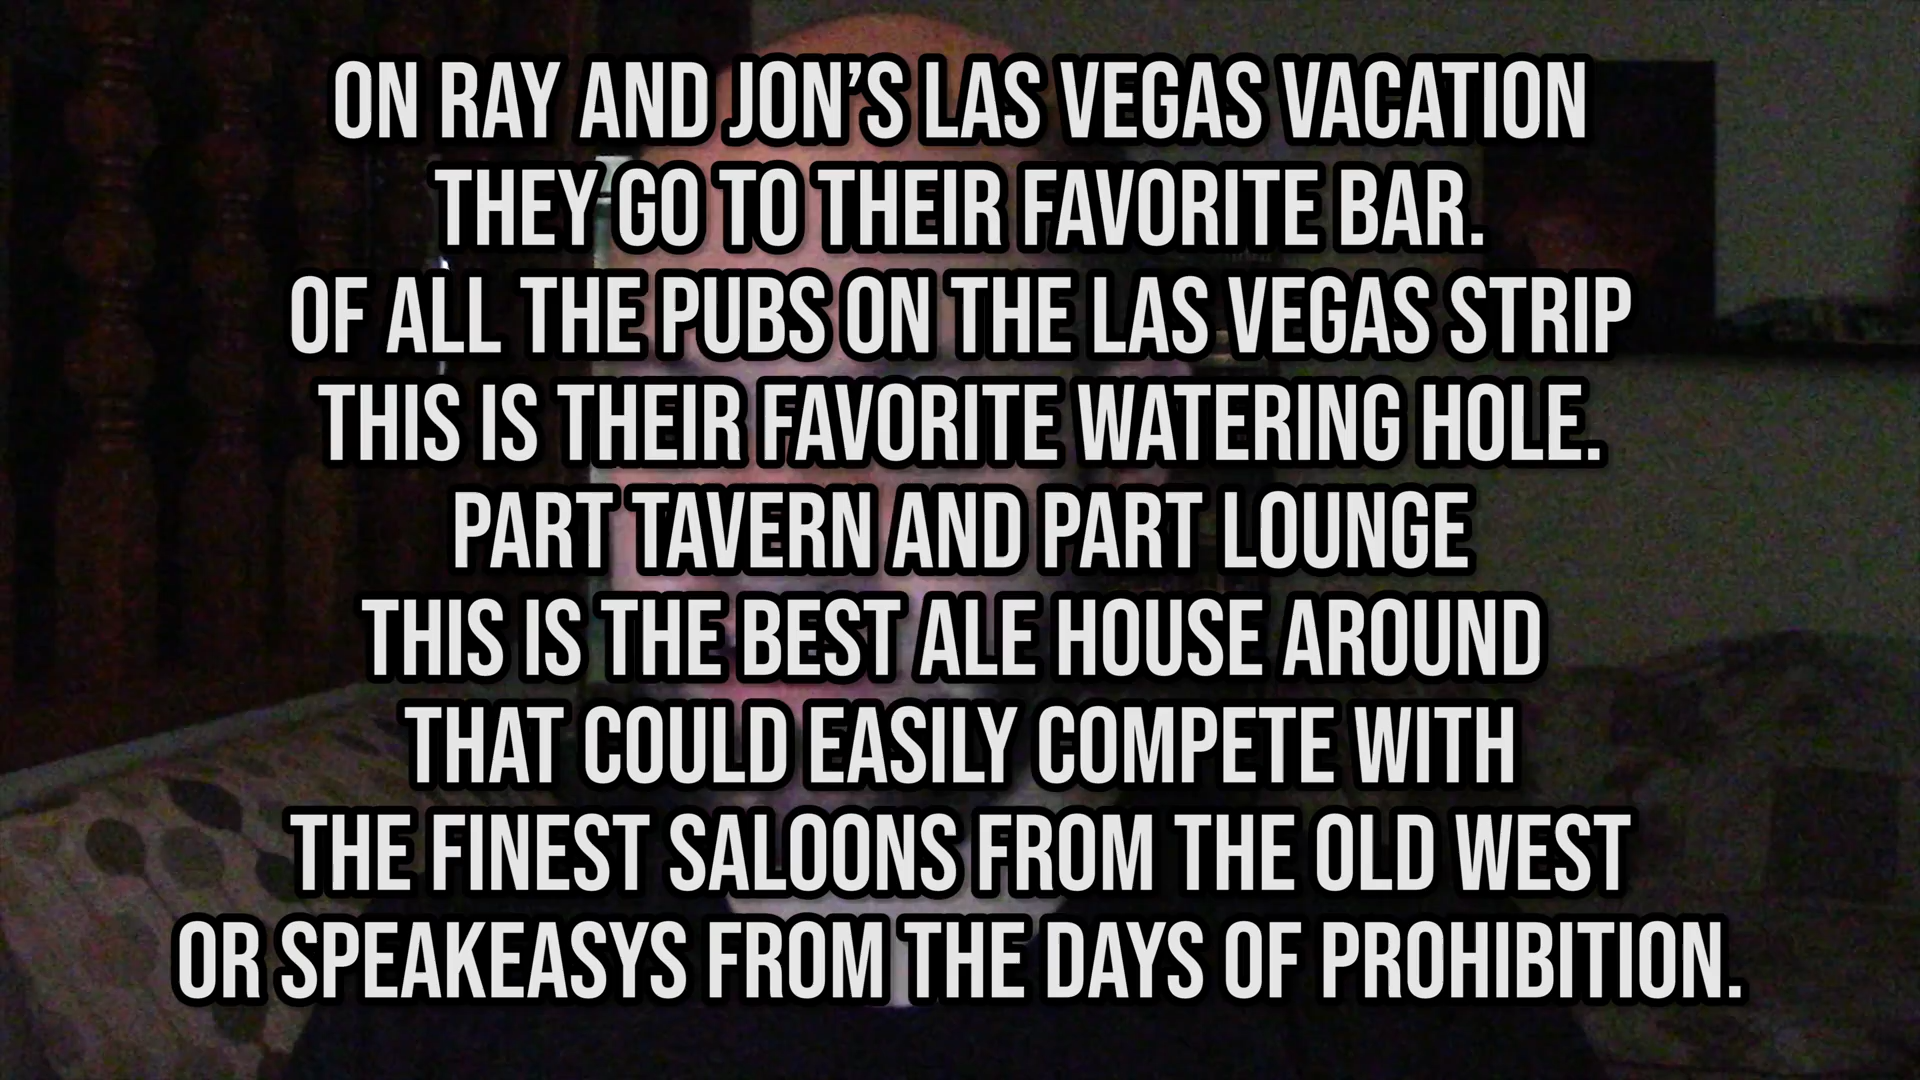 ON RAY AND JON’S LAS VEGAS VACATION
THEY GO TO THEIR FAVORITE BAR.
OF ALL THE PUBS ON THE LAS VEGAS STRIP
THIS IS THEIR FAVORITE WATERING HOLE.
PART TAVERN AND PART LOUNGE
THIS IS THE BEST ALE HOUSE AROUND
THAT COULD EASILY COMPETE WITH
THE FINEST SALOONS FROM THE OLD WEST
OR SPEAKEASYS FROM THE DAYS OF PROHIBITION.